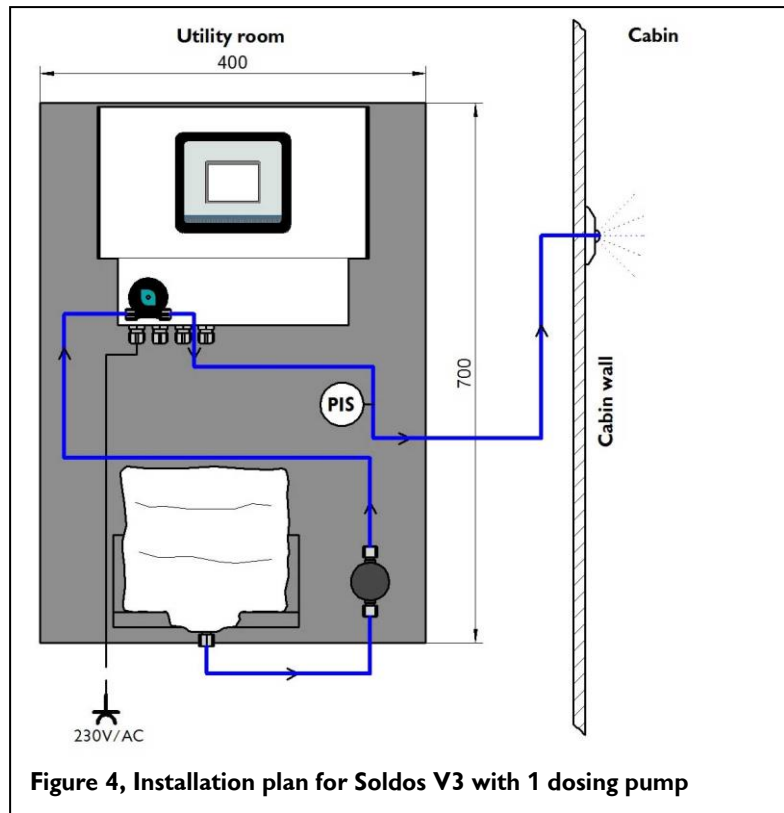 Utility room
Cabin
400
700
PIS
Cabin wall
230V/AC
Figure 4, Installation plan for Soldos V3 with 1 dosing pump